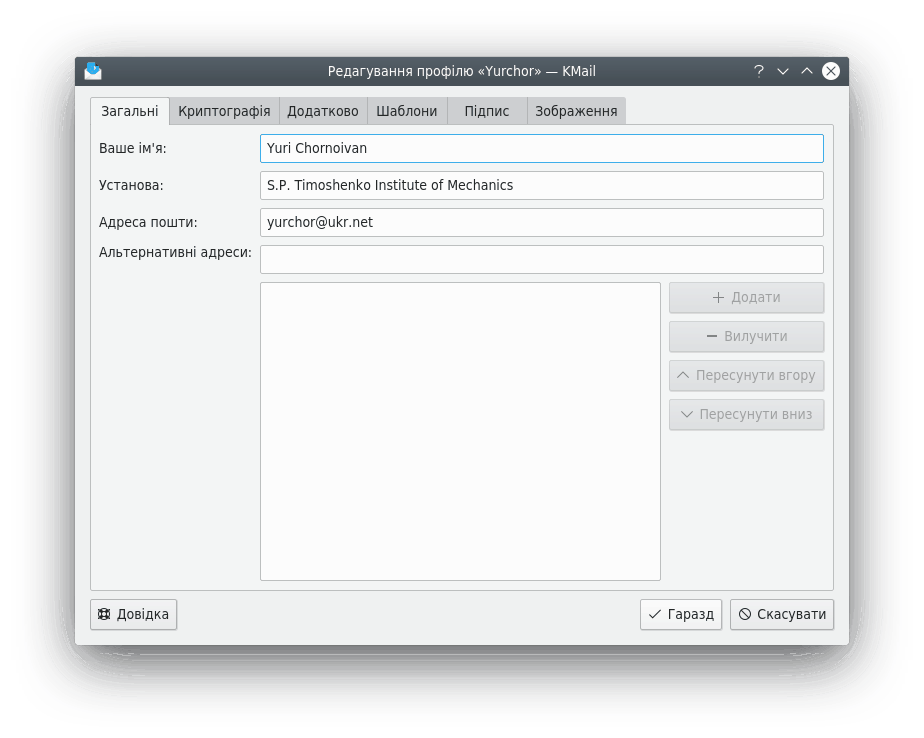 Редагування профілю «Yurchor» — KMail
Загальні Криптографія Додатково Шаблони Підпис Зображення
Ваше ім'я: Yuri Chornoivan
Установа: S.P. Timoshenko Institute of Mechanics
Адреса пошти: yurchor@ukr.net
Альтернативні адреси:
Додати
Вилучити
Пересунути вгору
Пересунути вниз
Довідка Гаразд Скасувати